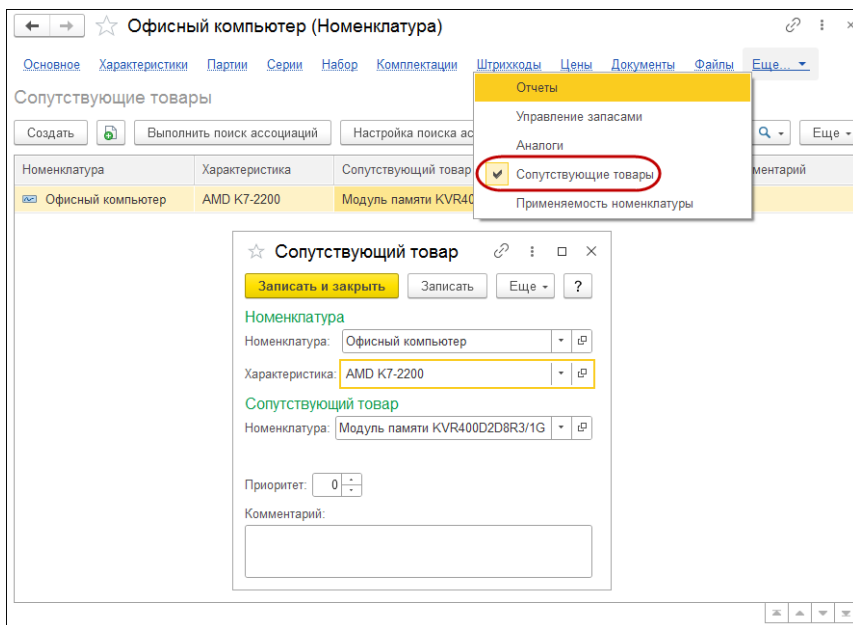 Офисный компьютер (Номенклатура)
Основное Характеристики Партии Серии Набор Комплектации Штрихкоды Цены Документы Файлы Еще...
Отчеты
Управление запасами
Аналоги
Сопутствующие товары
Применяемость номенклатуры
Сопутствующие товары
Создать Выполнить поиск ассоциаций Настройка поиска ас Еще
Номенклатура Характеристика Сопутствующий товар ментарий
Офисный компьютер AMD K7-2200 Модуль памяти KVR40
Сопутствующий товар
Записать и закрыть Записать Еще ?
Номенклатура
Номенклатура: Офисный компьютер
Характеристика: AMD K7-2200
Сопутствующий товар
Номенклатура: Модуль памяти KVR400D2D8R3/1G
Приоритет: 0
Комментарий: